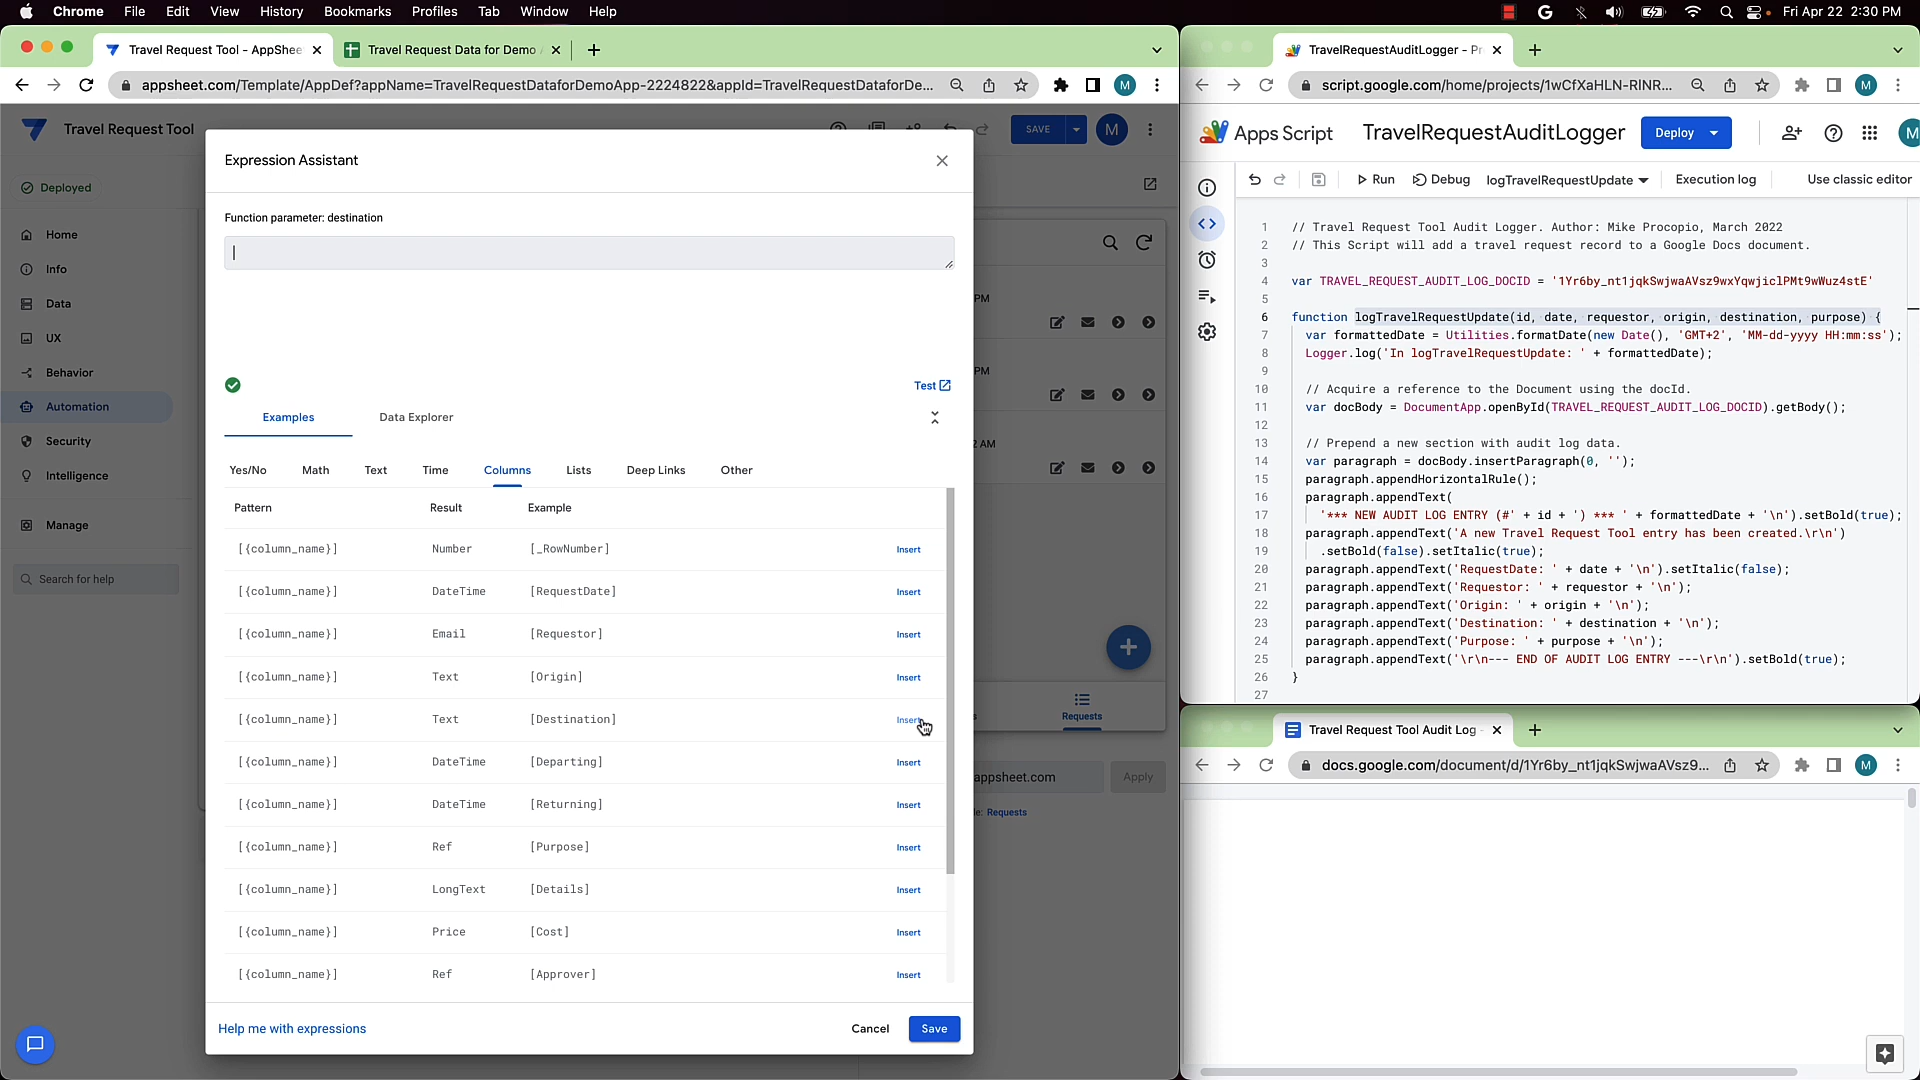 Chrome File Edit View History Bookmarks Profiles Tab Window Help
Fri Apr 22 2:30 PM
Travel Request Tool - AppShee
Travel Request Data for Demo
appsheet.com/Template/AppDef?appName=TravelRequestDataforDemoApp-2224822&appId=TravelRequestDataforDe...
M
Travel Request Tool
SAVE
M
Deployed
Home
Info
Data
UX
Behavior
Automation
Security
Intelligence
Manage
Search for help
Expression Assistant
Function parameter: destination
Test
Examples Data Explorer
Yes/No Math Text Time Columns Lists Deep Links Other
Pattern Result Example
[{column_name}] Number [_RowNumber] Insert
[{column_name}] DateTime [RequestDate] Insert
[{column_name}] Email [Requestor] Insert
[{column_name}] Text [Origin] Insert
[{column_name}] Text [Destination] Insert
[{column_name}] DateTime [Departing] Insert
[{column_name}] DateTime [Returning] Insert
[{column_name}] Ref [Purpose] Insert
[{column_name}] LongText [Details] Insert
[{column_name}] Price [Cost] Insert
[{column_name}] Ref [Approver] Insert
Help me with expressions
Cancel Save
PM
PM
2 AM
Requests
appsheet.com Apply
le: Requests
TravelRequestAuditLogger - Pr
script.google.com/home/projects/1wCfXaHLN-RlNR...
M
Apps Script TravelRequestAuditLogger Deploy
M
Run Debug logTravelRequestUpdate Execution log Use classic editor
1 // Travel Request Tool Audit Logger. Author: Mike Procopio, March 2022
2 // This Script will add a travel request record to a Google Docs document.
3
4 var TRAVEL_REQUEST_AUDIT_LOG_DOCID = '1Yr6by_nt1jqkSwjwaAVsz9wxYqwjiclPMt9wWuz4stE'
5
6 function logTravelRequestUpdate(id, date, requestor, origin, destination, purpose) {
7 var formattedDate = Utilities.formatDate(new Date(), 'GMT+2', 'MM-dd-yyyy HH:mm:ss');
8 Logger.log('In logTravelRequestUpdate: ' + formattedDate);
9
10 // Acquire a reference to the Document using the docId.
11 var docBody = DocumentApp.openById(TRAVEL_REQUEST_AUDIT_LOG_DOCID).getBody();
12
13 // Prepend a new section with audit log data.
14 var paragraph = docBody.insertParagraph(0, '');
15 paragraph.appendHorizontalRule();
16 paragraph.appendText(
17 '*** NEW AUDIT LOG ENTRY (#' + id + ') *** ' + formattedDate + '\n').setBold(true);
18 paragraph.appendText('A new Travel Request Tool entry has been created.\r\n')
19 .setBold(false).setItalic(true);
20 paragraph.appendText('RequestDate: ' + date + '\n').setItalic(false);
21 paragraph.appendText('Requestor: ' + requestor + '\n');
22 paragraph.appendText('Origin: ' + origin + '\n');
23 paragraph.appendText('Destination: ' + destination + '\n');
24 paragraph.appendText('Purpose: ' + purpose + '\n');
25 paragraph.appendText('\r\n--- END OF AUDIT LOG ENTRY ---\r\n').setBold(true);
26 }
27
Travel Request Tool Audit Log -
docs.google.com/document/d/1Yr6by_nt1jqkSwjwaAVsz9...
M